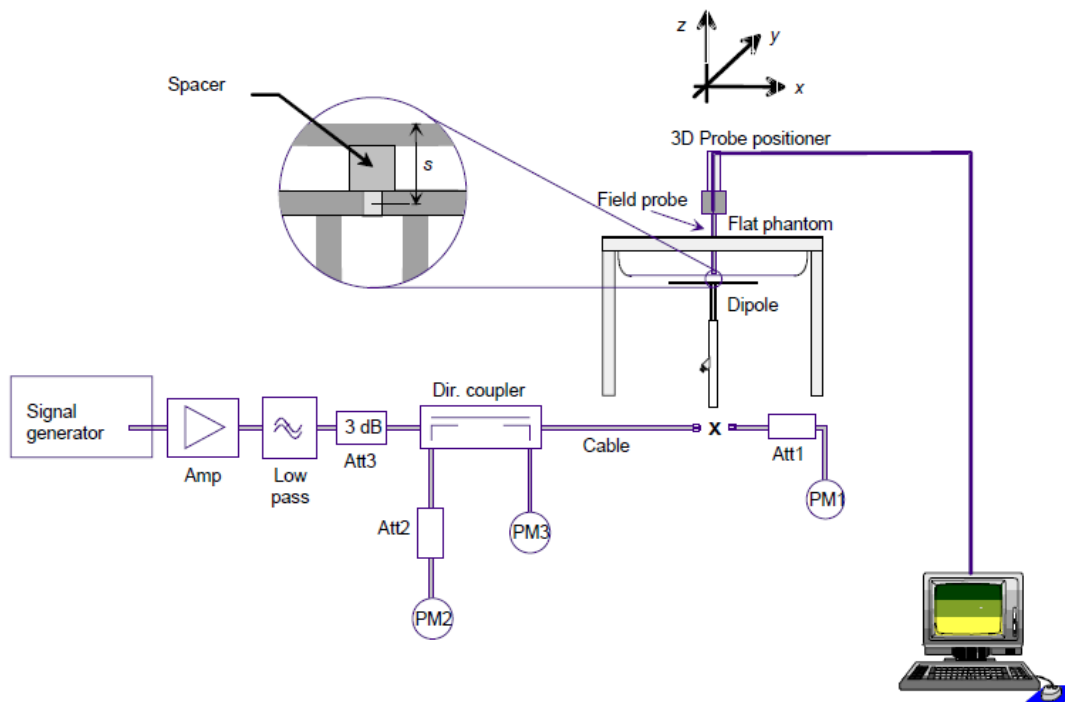 z
y
x
Spacer
s
3D Probe positioner
Field probe
Flat phantom
Dipole
Signal
generator
Amp
Low
pass
3 dB
Att3
Dir. coupler
Cable
X
Att1
PM1
Att2
PM3
PM2